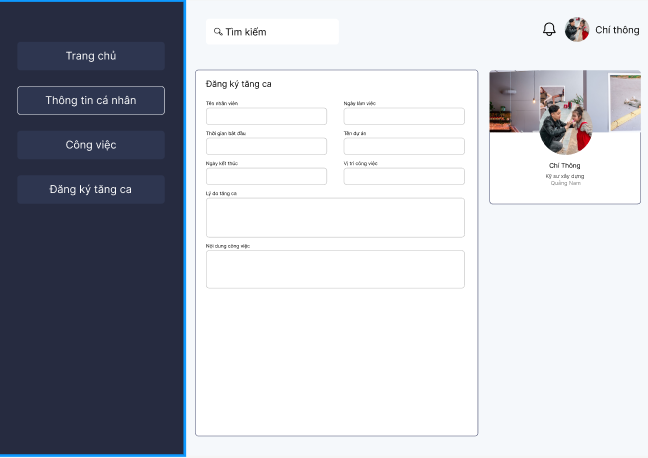 Trang chủ
Thông tin cá nhân
Công việc
Đăng ký tăng ca
Tìm kiếm
Chí thông
Đăng ký tăng ca
Tên nhân viên
Ngày làm việc
Thời gian bắt đầu
Tên dự án
Ngày kết thúc
Vị trí công việc
Lý do tăng ca
Nội dung công việc
Chí Thông
Kỹ sư xây dựng
Quảng Nam